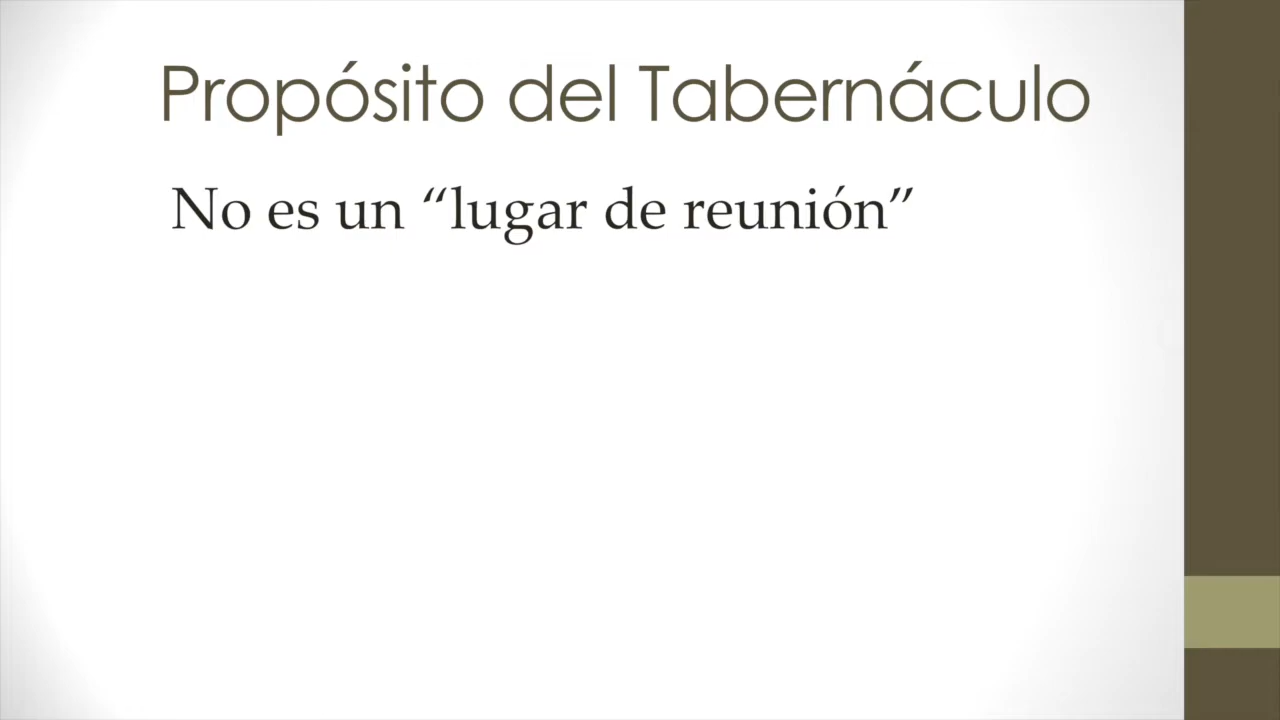 Propósito del Tabernáculo
No es un “lugar de reunión”